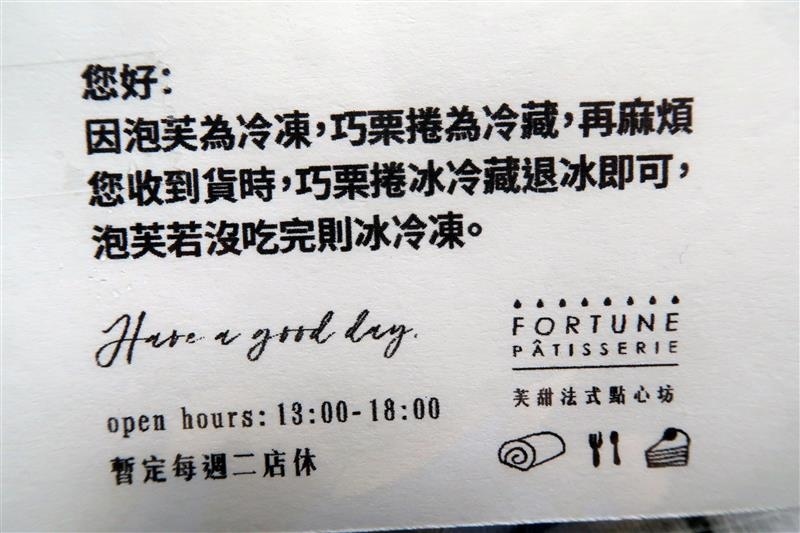 您好：
因泡芙為冷凍，巧栗捲為冷藏，再麻煩
您收到貨時，巧栗捲冰冷藏退冰即可，
泡芙若沒吃完則冰冷凍。
Have a good day.
FORTUNE
PÂTISSERIE
芙甜法式點心坊
open hours: 13:00-18:00
暫定每週二店休